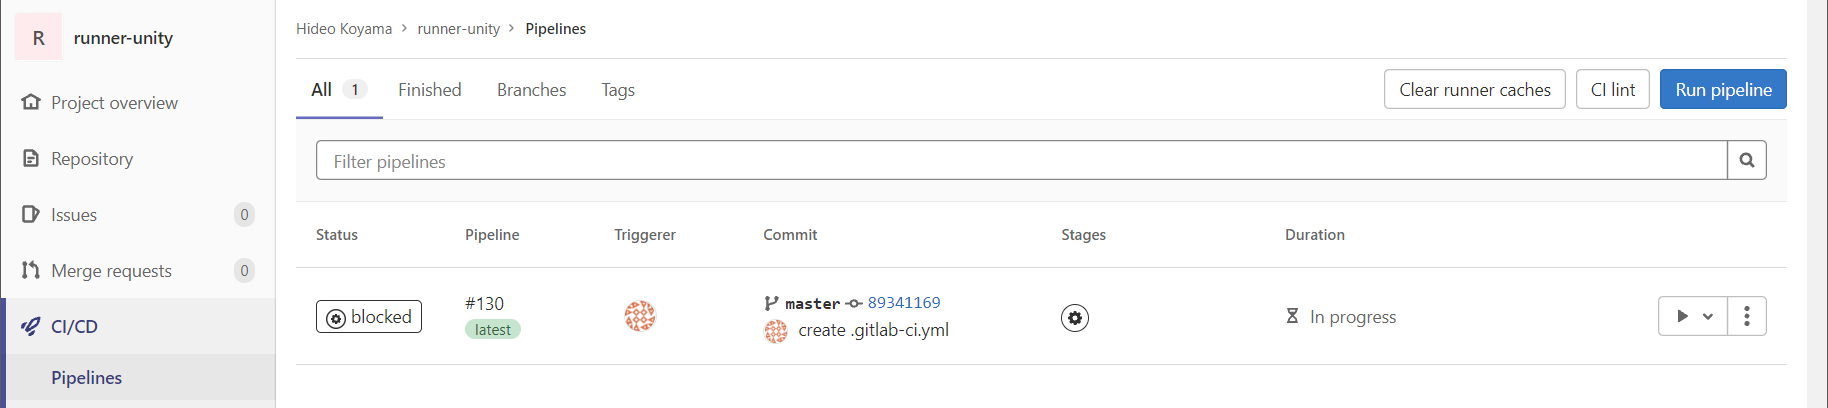 R runner-unity
Project overview
Repository
Issues 0
Merge requests 0
CI/CD
Pipelines
Hideo Koyama > runner-unity > Pipelines
All 1 Finished Branches Tags Clear runner caches CI lint Run pipeline
Filter pipelines
Status Pipeline Triggerer Commit Stages Duration
blocked #130 latest master 89341169 In progress
create .gitlab-ci.yml